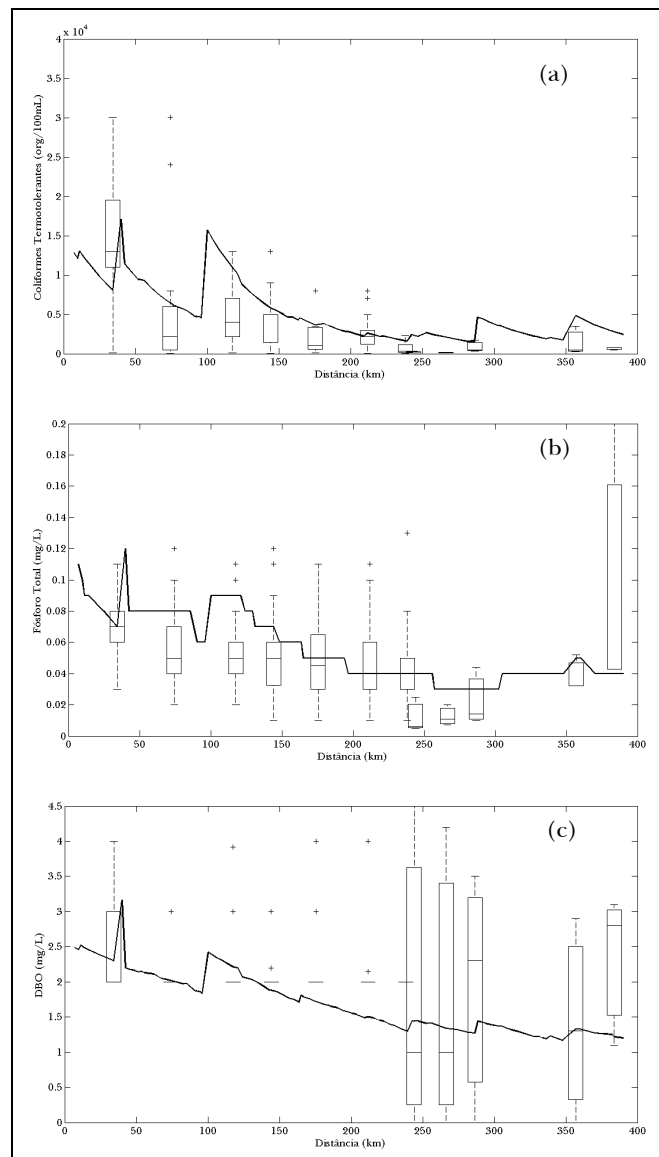 x 10^4
4
3.5
3
2.5
2
1.5
1
0.5
0
0 50 100 150 200 250 300 350 400
Coliformes Termotolerantes (org/100mL)
Distância (km)
(a)
0.2
0.18
0.16
0.14
0.12
0.1
0.08
0.06
0.04
0.02
0
0 50 100 150 200 250 300 350 400
Fósforo Total (mg/L)
Distância (km)
(b)
4.5
4
3.5
3
2.5
2
1.5
1
0.5
0
0 50 100 150 200 250 300 350 400
DBO (mg/L)
Distância (km)
(c)